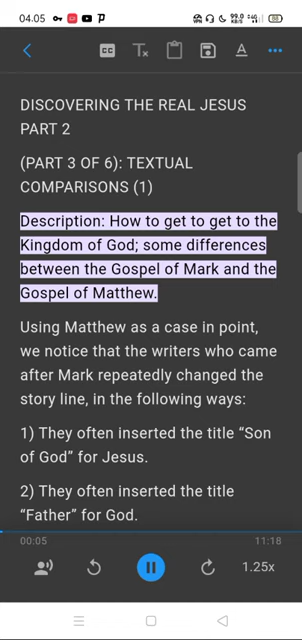 04.05
99.0
KB/S
CC
DISCOVERING THE REAL JESUS
PART 2
(PART 3 OF 6): TEXTUAL
COMPARISONS (1)
Description: How to get to get to the
Kingdom of God; some differences
between the Gospel of Mark and the
Gospel of Matthew.
Using Matthew as a case in point,
we notice that the writers who came
after Mark repeatedly changed the
story line, in the following ways:
1) They often inserted the title “Son
of God” for Jesus.
2) They often inserted the title
“Father” for God.
00:05
11:18
1.25x